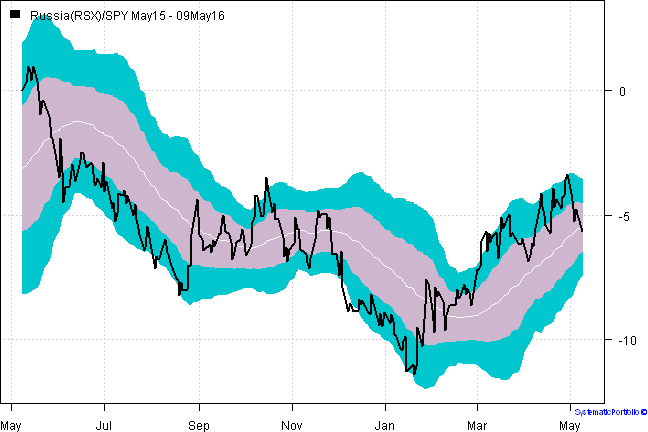 Russia(RSX)/SPY May15 - 09May16
0
-5
-10
SystematicPortfolio ©
May Jul Sep Nov Jan Mar May